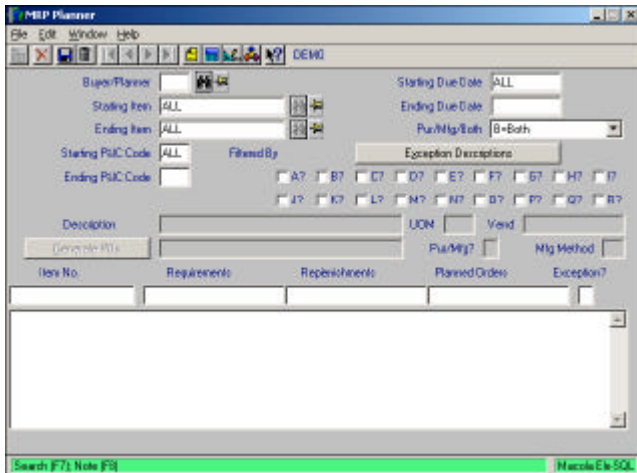 MRP Planner
File Edit Window Help
DEMO
Buyer/Planner
Starting Due Date ALL
Starting Item ALL
Ending Due Date
Ending Item ALL
Pur/Mfg/Both B=Both
Starting PUC Code ALL Filtered By Exception Descriptions
Ending PUC Code A? B? C? D? E? F? G? H? I?
J? K? L? M? N? O? P? Q? R?
Description UOM Vend
Generate POs Pur/Mfg? Mfg Method
Item No. Requirements Replenishments Planned Orders Exception?
Search [F7]; Note [F8] Macola Ele-SQL